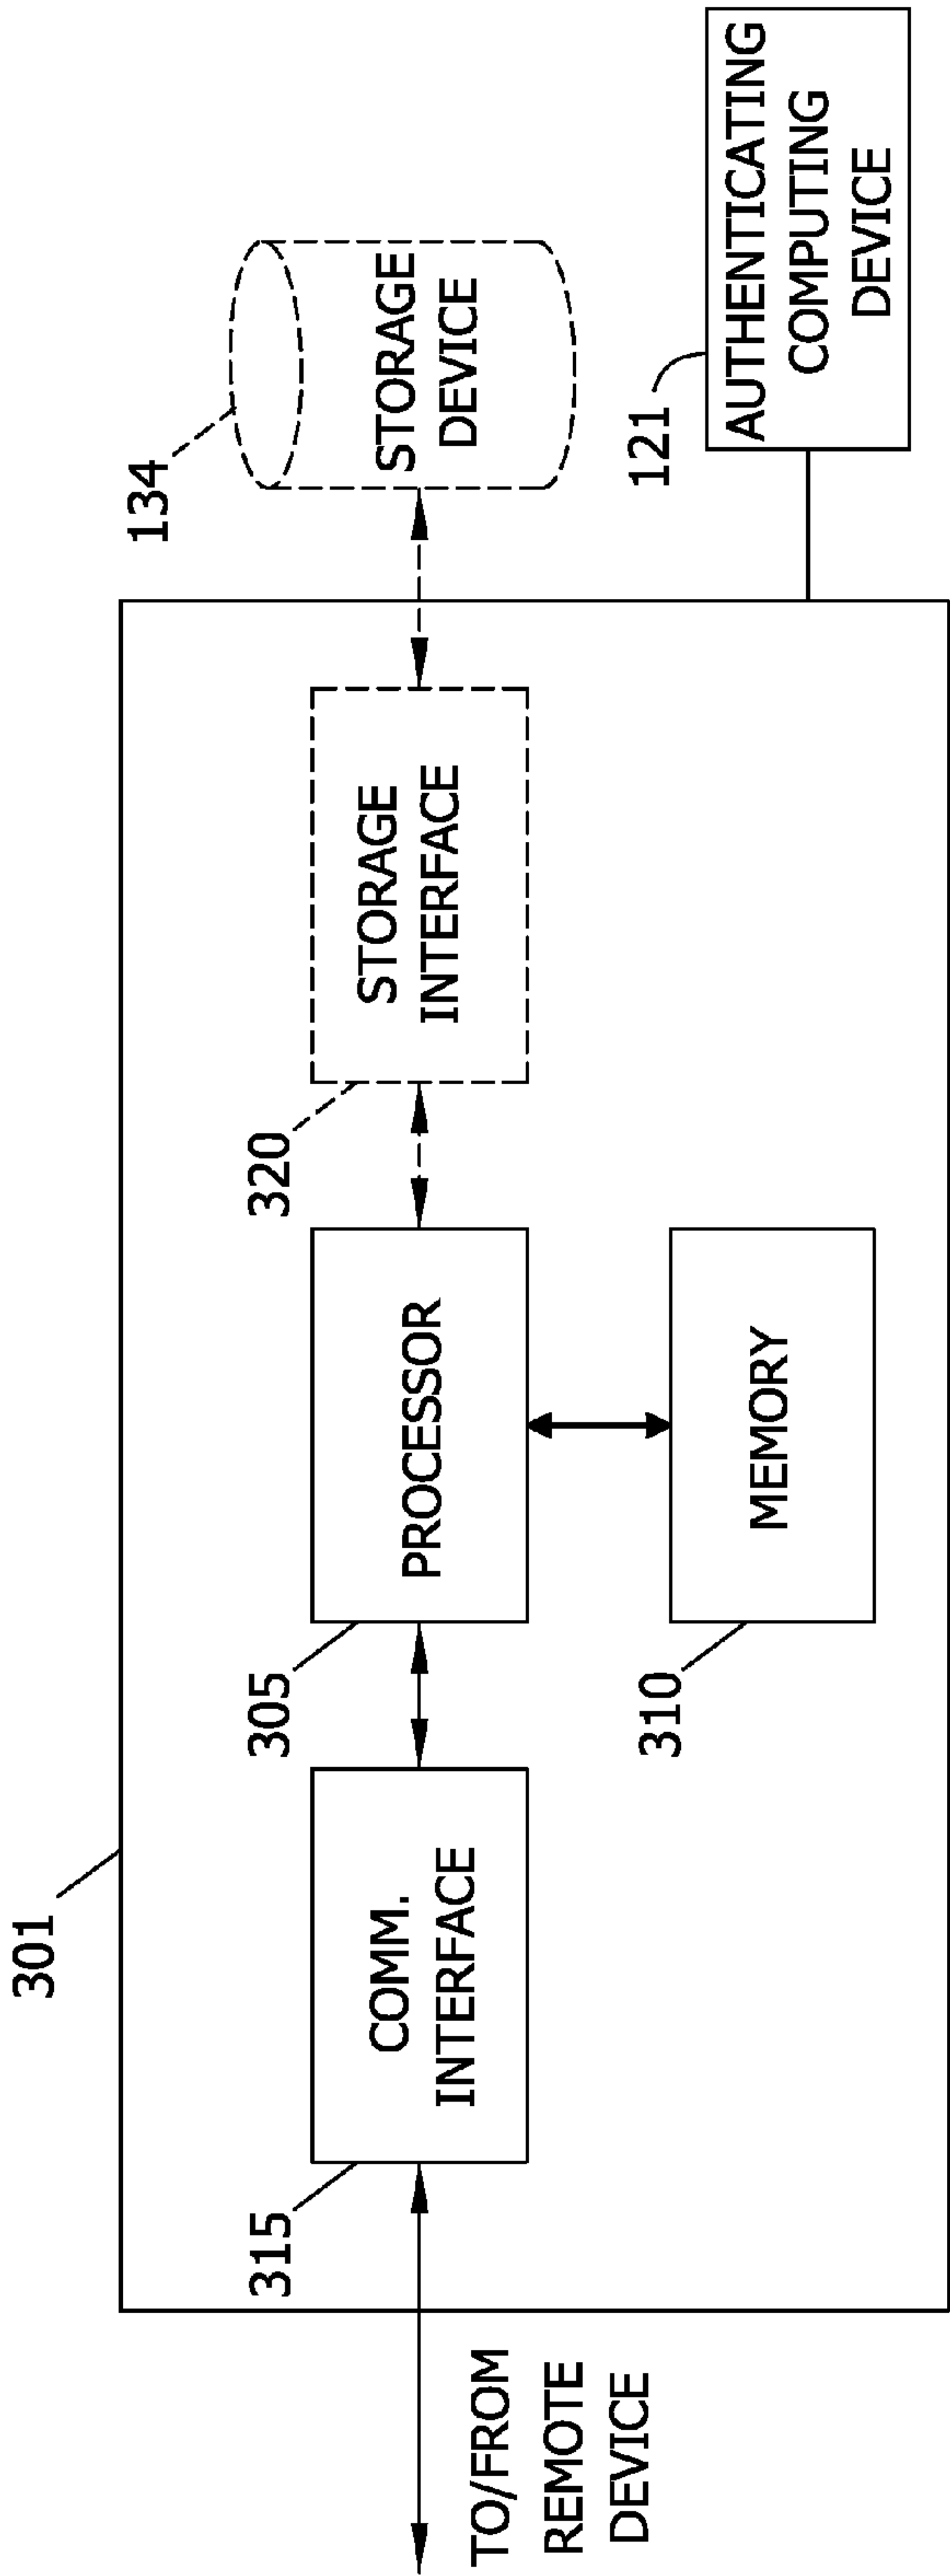 301
TO/FROM
REMOTE
DEVICE
315
COMM.
INTERFACE
305
PROCESSOR
310
MEMORY
320
STORAGE
INTERFACE
134
STORAGE
DEVICE
121
AUTHENTICATING
COMPUTING
DEVICE